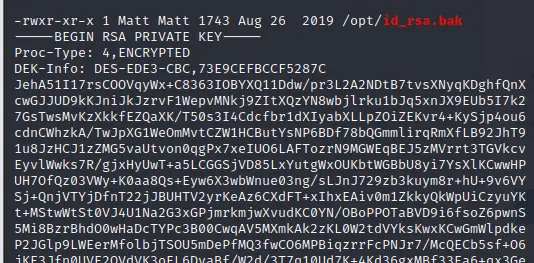 -rwxr-xr-x 1 Matt Matt 1743 Aug 26  2019 /opt/id_rsa.bak
-----BEGIN RSA PRIVATE KEY-----
Proc-Type: 4,ENCRYPTED
DEK-Info: DES-EDE3-CBC,73E9CEFBCCF5287C
JehA51I17rsCOOVqyWx+C8363IOBYXQ11Ddw/pr3L2A2NDtB7tvsXNyqKDghfQnX
cwGJJUD9kKJniJkJzrvF1WepvMNkj9ZItXQzYN8wbjlrku1bJq5xnJX9EUb5I7k2
7GsTwsMvKzXkkfEZQaXK/T50s3I4Cdcfbr1dXIyabXLLpZOiZEKvr4+KySjp4ou6
cdnCWhzkA/TwJpXG1WeOmMvtCZW1HCButYsNP6BDf78bQGmmlirqRmXfLB92JhT9
1u8JzHCJ1zZMG5vaUtvon0qgPx7xeIUO6LAFTozrN9MGWEqBEJ5zMVrrt3TGVkcv
EyvlWwks7R/gjxHyUwT+a5LCGGSjVD85LxYutgWxOUKbtWGBbU8yi7YsXlKCwwHP
UH7OfQz03VWy+K0aa8Qs+Eyw6X3wbWnue03ng/sLJnJ729zb3kuym8r+hU+9v6VY
Sj+QnjVTYjDfnT22jJBUHTV2yrKeAz6CXdFT+xIhxEAiv0m1ZkkyQkWpUiCzyuYK
t+MStwWtSt0VJ4U1Na2G3xGPjmrkmjwXvudKC0YN/OBoPPOTaBVD9i6fsoZ6pwnS
5Mi8BzrBhdO0wHaDcTYPc3B00CwqAV5MXmkAk2zKL0W2tdVYksKwxKCwGmWlpdke
P2JGlp9LWEerMfolbjTSOU5mDePfMQ3fwCO6MPBiqzrrFcPNJr7/McQECb5sf+O6